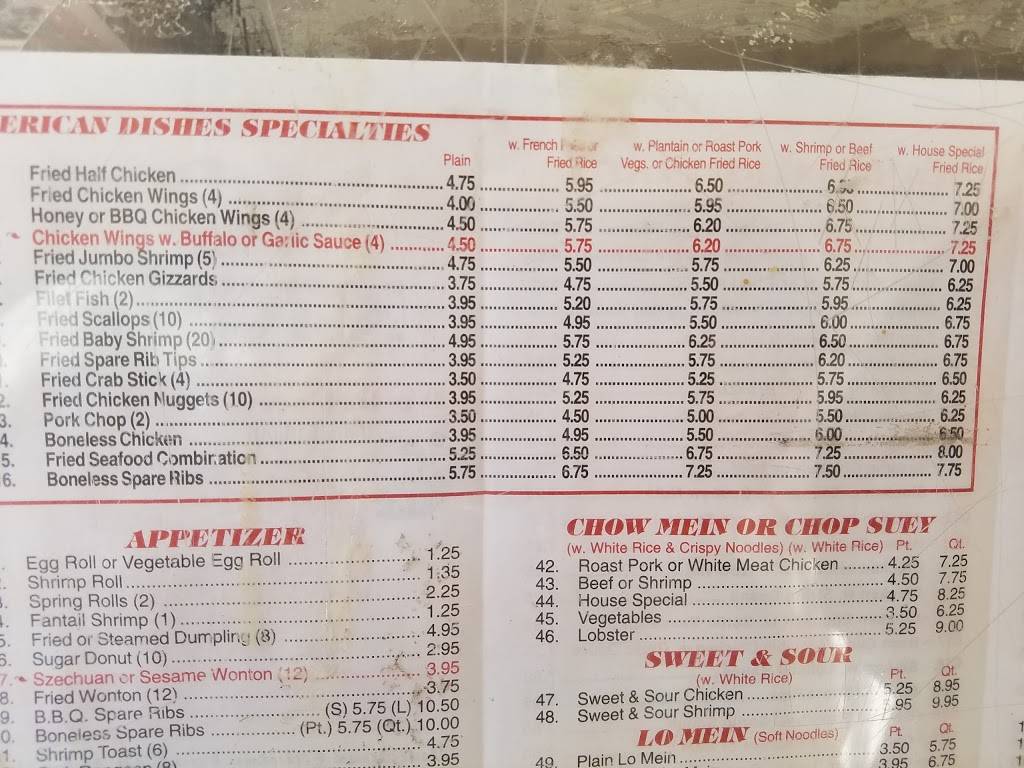 ERICAN DISHES SPECIALTIES
Plain w. French or Fried Rice w. Plantain or Roast Pork Vegs. or Chicken Fried Rice w. Shrimp or Beef Fried Rice w. House Special Fried Rice
Fried Half Chicken 4.75 5.95 6.50 7.25
Fried Chicken Wings (4) 4.00 5.50 5.95 6.50 7.00
Honey or BBQ Chicken Wings (4) 4.50 5.75 6.20 6.75 7.25
Chicken Wings w. Buffalo or Garlic Sauce (4) 4.50 5.75 6.20 6.75 7.25
Fried Jumbo Shrimp (5) 4.75 5.50 5.75 6.25 7.00
Fried Chicken Gizzards 3.75 4.75 5.50 5.75 6.25
Filet Fish (2) 3.95 5.20 5.75 5.95 6.25
Fried Scallops (10) 3.95 4.95 5.50 6.00 6.75
Fried Baby Shrimp (20) 4.95 5.75 6.25 6.50 6.75
Fried Spare Rib Tips 3.95 5.25 5.75 6.20 6.75
Fried Crab Stick (4) 3.50 4.75 5.25 5.75 6.50
2. Fried Chicken Nuggets (10) 3.95 5.25 5.75 5.95 6.25
3. Pork Chop (2) 3.50 4.50 5.00 5.50 6.25
4. Boneless Chicken 3.95 4.95 5.50 6.00 6.50
5. Fried Seafood Combination 5.25 6.50 6.75 7.25 8.00
6. Boneless Spare Ribs 5.75 6.75 7.25 7.50 7.75
APPETIZER
Egg Roll or Vegetable Egg Roll 1.25
Shrimp Roll 1.35
Spring Rolls (2) 2.25
Fantail Shrimp (1) 1.25
5. Fried or Steamed Dumpling (8) 4.95
6. Sugar Donut (10) 2.95
7. Szechuan or Sesame Wonton (12) 3.95
8. Fried Wonton (12) 3.75
9. B.B.Q. Spare Ribs (S) 5.75 (L) 10.50
0. Boneless Spare Ribs (Pt.) 5.75 (Qt.) 10.00
1. Shrimp Toast (6) 4.75
3.95
CHOW MEIN OR CHOP SUEY
(w. White Rice & Crispy Noodles) (w. White Rice) Pt. Qt.
42. Roast Pork or White Meat Chicken 4.25 7.25
43. Beef or Shrimp 4.50 7.75
44. House Special 4.75 8.25
45. Vegetables 3.50 6.25
46. Lobster 5.25 9.00
SWEET & SOUR
(w. White Rice) Pt. Qt.
47. Sweet & Sour Chicken 5.25 8.95
48. Sweet & Sour Shrimp 9.95
LO MEIN (Soft Noodles) Pt. Qt.
49. Plain Lo Mein 3.50 5.75
3.95 6.75